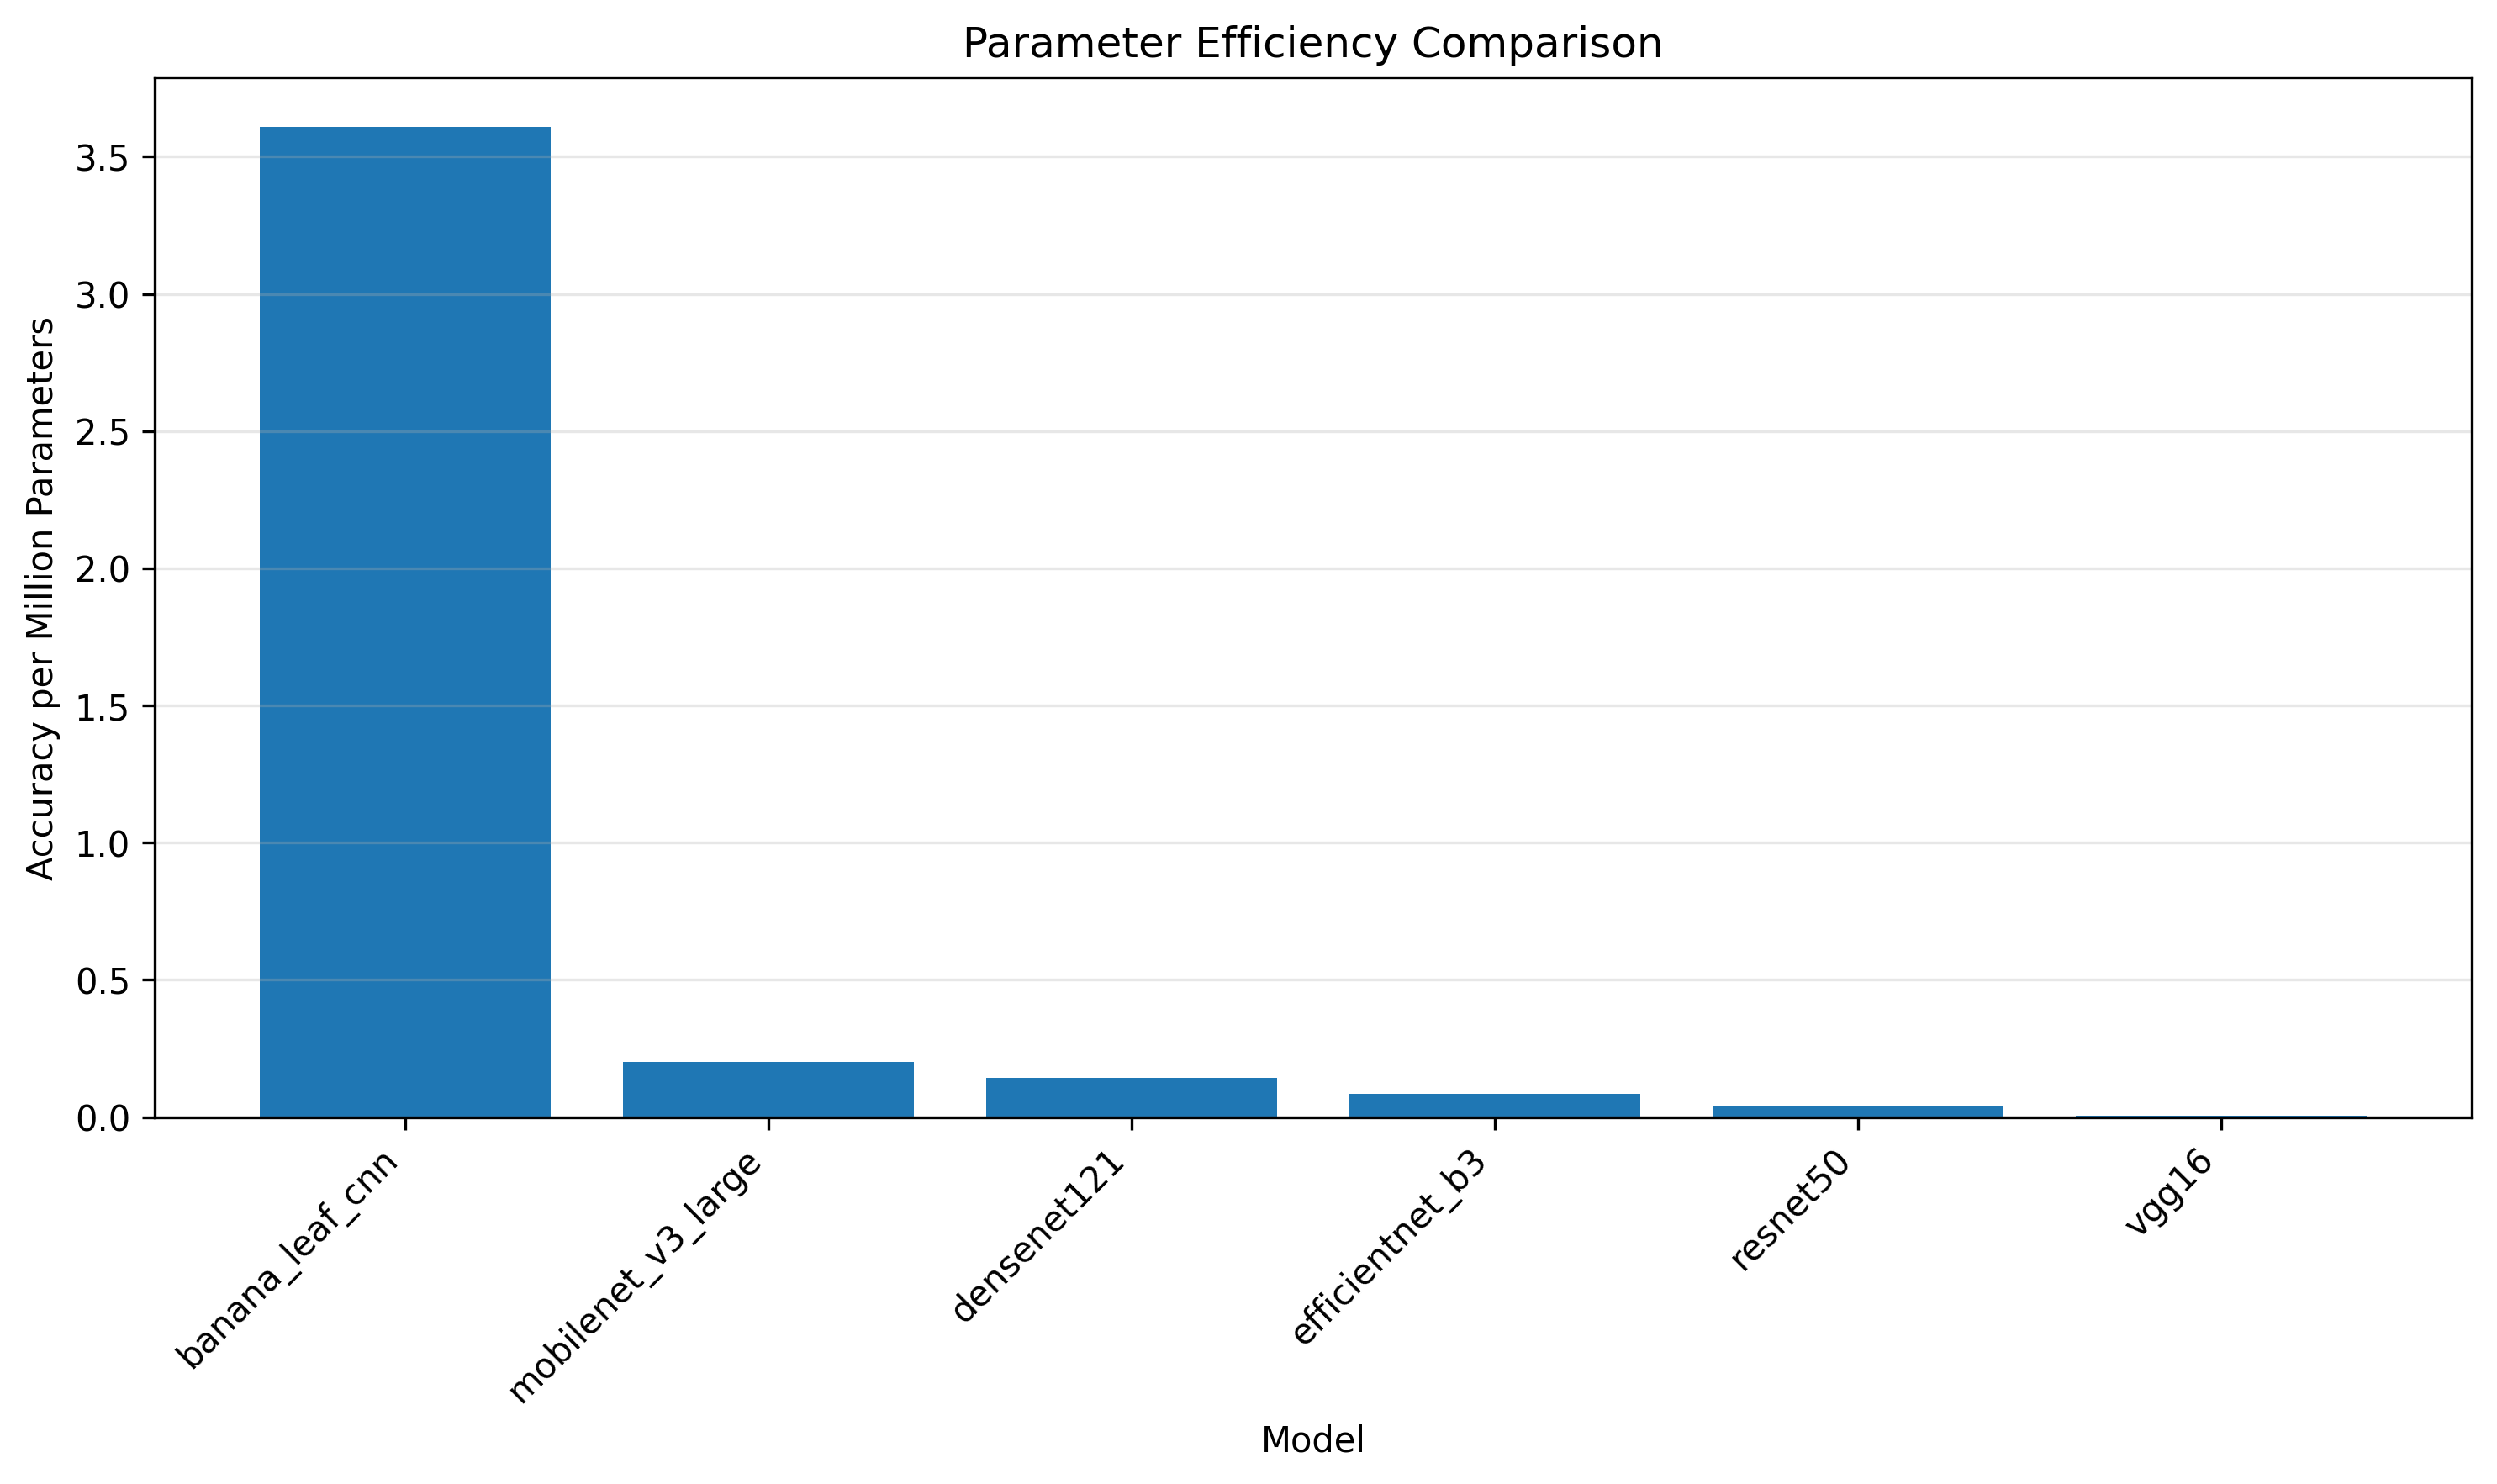 Parameter Efficiency Comparison
Accuracy per Million Parameters
3.5
3.0
2.5
2.0
1.5
1.0
0.5
0.0
banana_leaf_cnn
mobilenet_v3_large
densenet121
efficientnet_b3
resnet50
vgg16
Model